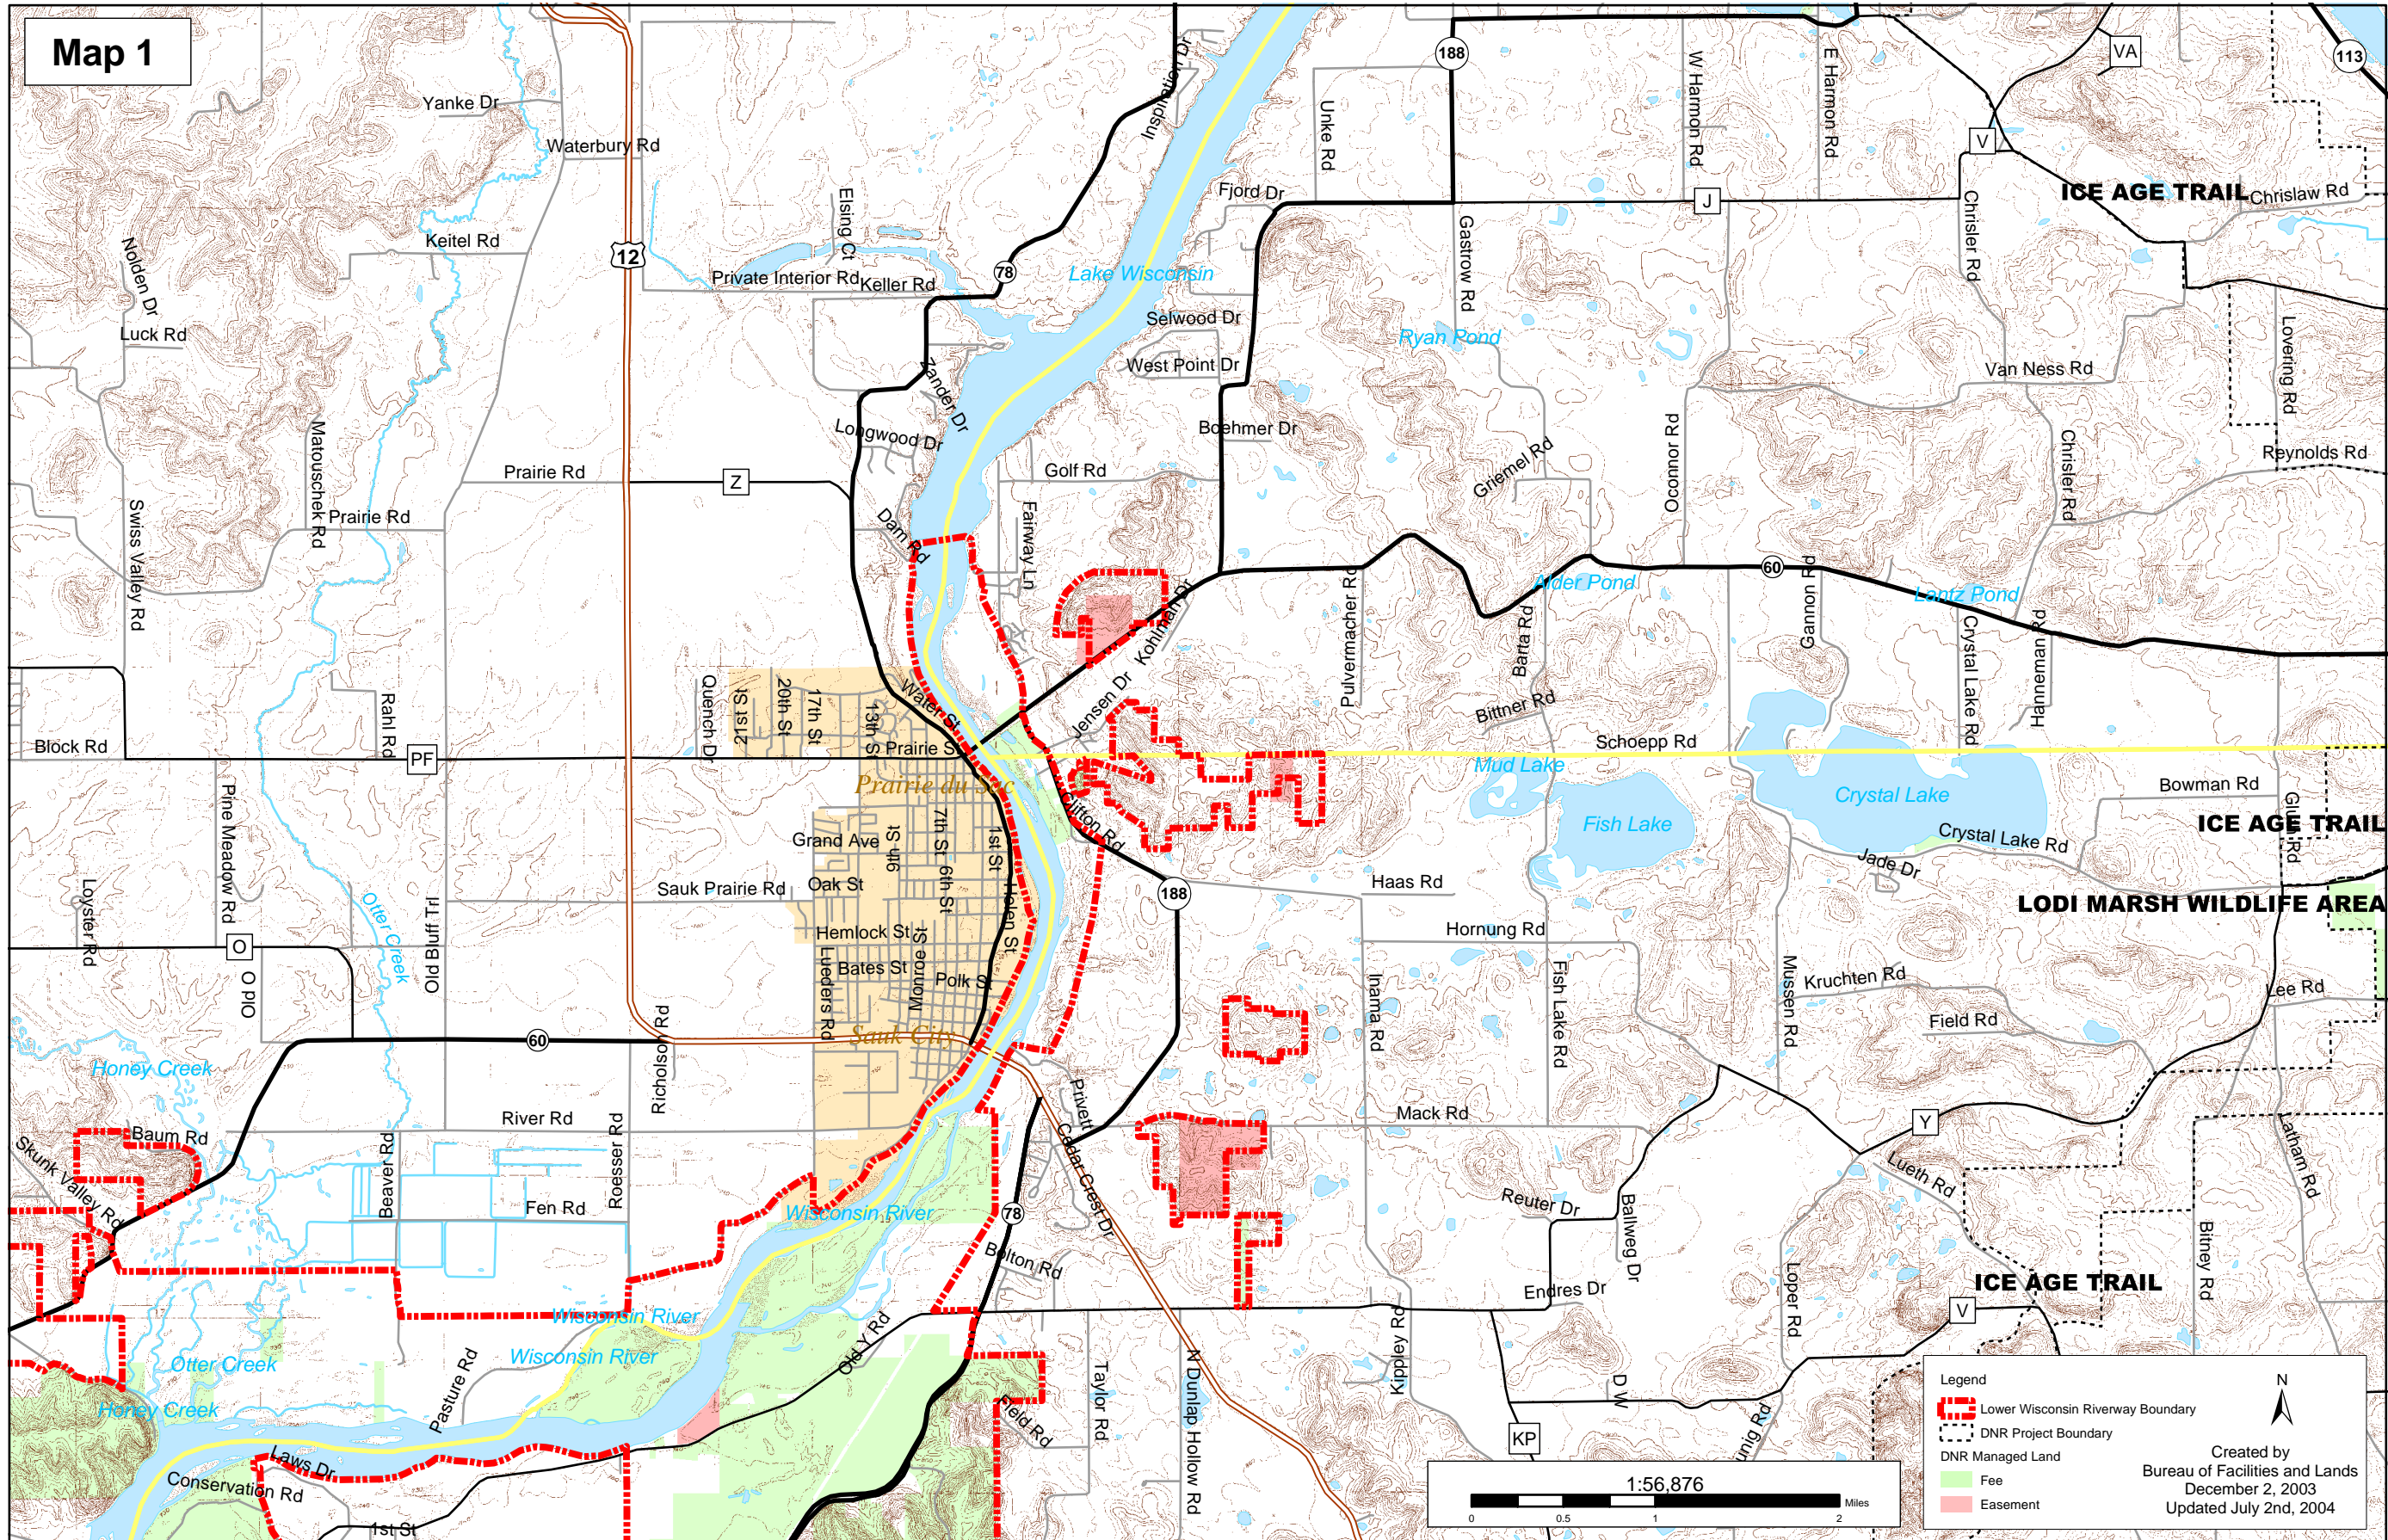 Map 1
Yanke Dr
Waterbury Rd
Inspiration Dr
188
Unke Rd
W Harmon Rd
E Harmon Rd
VA
113
V
J
ICE AGE TRAIL
Chrislaw Rd
Fjord Dr
Elsing Ct
Nolden Dr
Keitel Rd
12
Private Interior Rd
Keller Rd
78
Lake Wisconsin
Gastrow Rd
Chrisler Rd
Luck Rd
Selwood Dr
West Point Dr
Ryan Pond
Van Ness Rd
Lovering Rd
Zander Dr
Longwood Dr
Boehmer Dr
Matouschek Rd
Prairie Rd
Z
Golf Rd
Griemel Rd
Oconnor Rd
Chrisler Rd
Reynolds Rd
Swiss Valley Rd
Prairie Rd
Dam Rd
Fairway Ln
Kohlman Dr
Pulvermacher Rd
Alder Pond
60
Gannon Rd
Lantz Pond
Barta Rd
Crystal Lake Rd
Hanneman Rd
Rahl Rd
Quench Dr
21st St
20th St
17th St
13th St
Water St
Jensen Dr
Bittner Rd
Block Rd
PF
Prairie S
Schoepp Rd
Mud Lake
Prairie du Sac
Pine Meadow Rd
Crystal Lake
Bowman Rd
Glunn Rd
Fish Lake
Clifton Rd
Grand Ave
9th St
7th St
6th St
1st St
ICE AGE TRAIL
Crystal Lake Rd
Jade Dr
Loyster Rd
Otter Creek
Old Bluff Trl
Sauk Prairie Rd
Oak St
Helen St
188
Haas Rd
LODI MARSH WILDLIFE AREA
Hemlock St
Hornung Rd
O
Old O
Lueders Rd
Bates St
Monroe St
Polk St
Inama Rd
Fish Lake Rd
Mussen Rd
Kruchten Rd
Lee Rd
Field Rd
60
Richolson Rd
Sauk City
Honey Creek
Privett
River Rd
Mack Rd
Y
Baum Rd
Skunk Valley Rd
Beaver Rd
Roesser Rd
Cedar Crest Dr
Lueth Rd
Latham Rd
Fen Rd
Wisconsin River
78
Reuter Dr
Ballweg Dr
Bitney Rd
Bolton Rd
Loper Rd
ICE AGE TRAIL
Endres Dr
V
Wisconsin River
Wisconsin River
Old Y Rd
Kippley Rd
Otter Creek
Honey Creek
Pasture Rd
Field Rd
Taylor Rd
N Dunlap Hollow Rd
D W
KP
unig Rd
Laws Dr
Conservation Rd
1st St
1:56,876
Miles
0 0.5 1 2
Legend
Lower Wisconsin Riverway Boundary
DNR Project Boundary
DNR Managed Land
Fee
Easement
N
Created by
Bureau of Facilities and Lands
December 2, 2003
Updated July 2nd, 2004